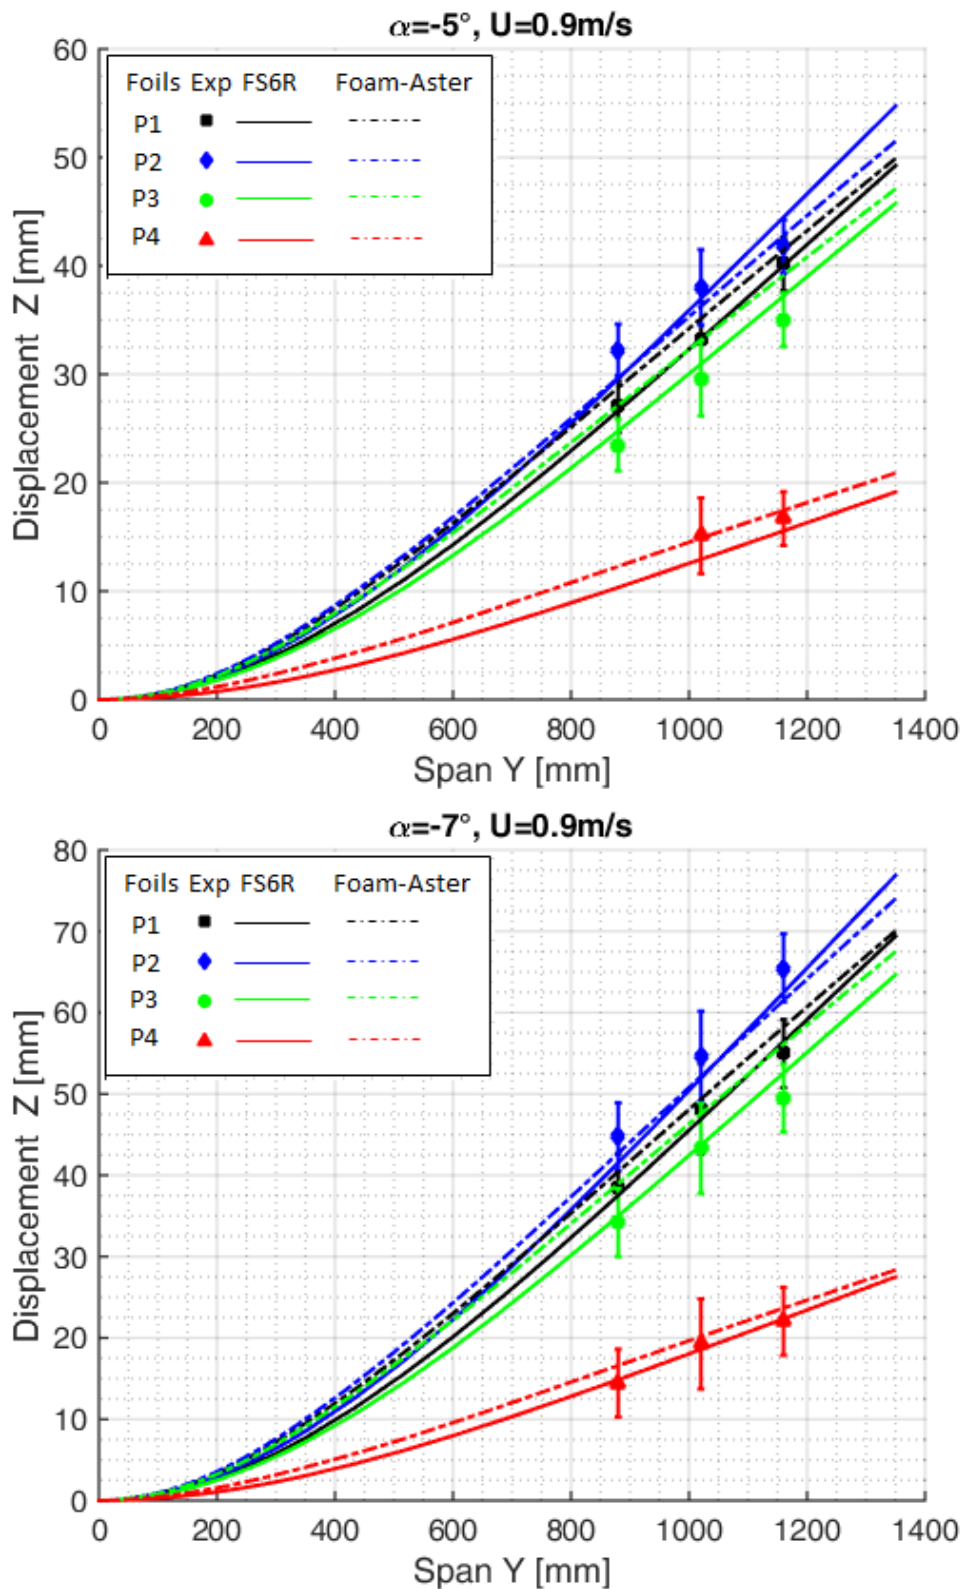 α=-5°, U=0.9m/s
60
50
40
30
20
10
0
Displacement Z [mm]
Foils Exp FS6R Foam-Aster
P1
P2
P3
P4
0 200 400 600 800 1000 1200 1400
Span Y [mm]
α=-7°, U=0.9m/s
80
70
60
50
40
30
20
10
0
Displacement Z [mm]
Foils Exp FS6R Foam-Aster
P1
P2
P3
P4
0 200 400 600 800 1000 1200 1400
Span Y [mm]